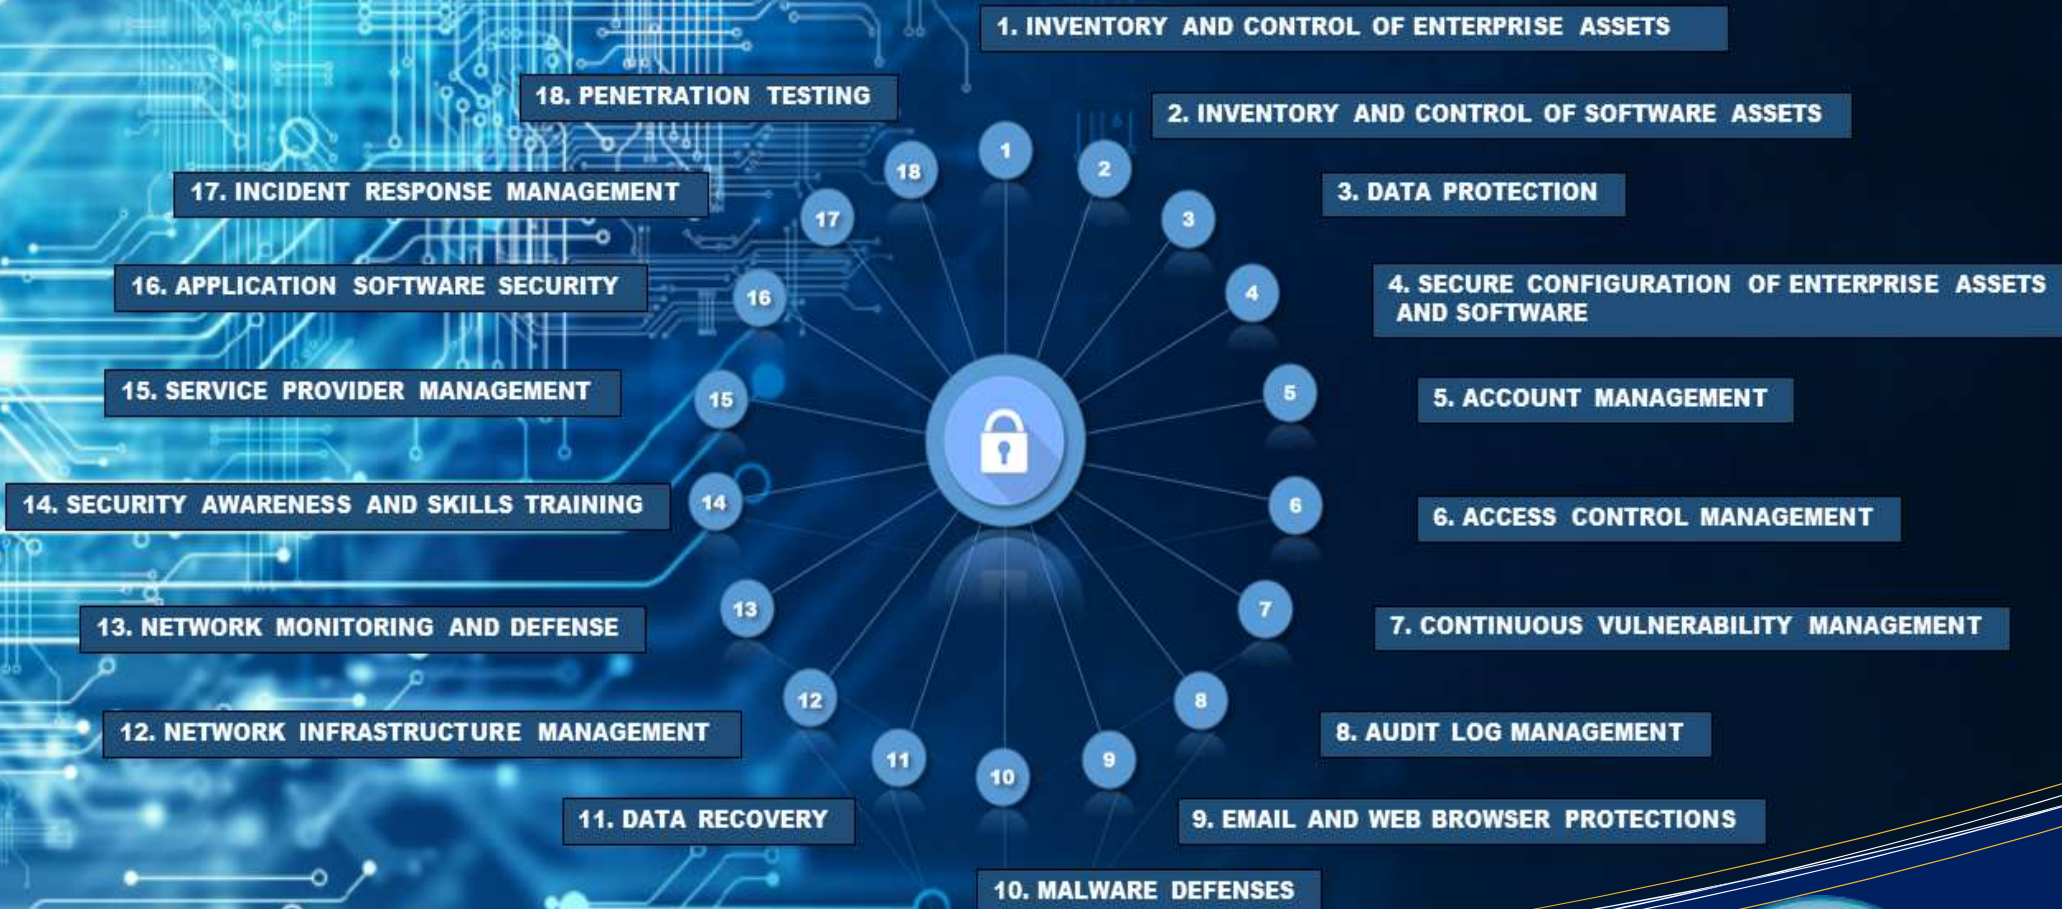 1. INVENTORY AND CONTROL OF ENTERPRISE ASSETS
2. INVENTORY AND CONTROL OF SOFTWARE ASSETS
3. DATA PROTECTION
4. SECURE CONFIGURATION OF ENTERPRISE ASSETS
AND SOFTWARE
5. ACCOUNT MANAGEMENT
6. ACCESS CONTROL MANAGEMENT
7. CONTINUOUS VULNERABILITY MANAGEMENT
8. AUDIT LOG MANAGEMENT
9. EMAIL AND WEB BROWSER PROTECTIONS
10. MALWARE DEFENSES
11. DATA RECOVERY
12. NETWORK INFRASTRUCTURE MANAGEMENT
13. NETWORK MONITORING AND DEFENSE
14. SECURITY AWARENESS AND SKILLS TRAINING
15. SERVICE PROVIDER MANAGEMENT
16. APPLICATION SOFTWARE SECURITY
17. INCIDENT RESPONSE MANAGEMENT
18. PENETRATION TESTING
1
2
3
4
5
6
7
8
9
10
11
12
13
14
15
16
17
18